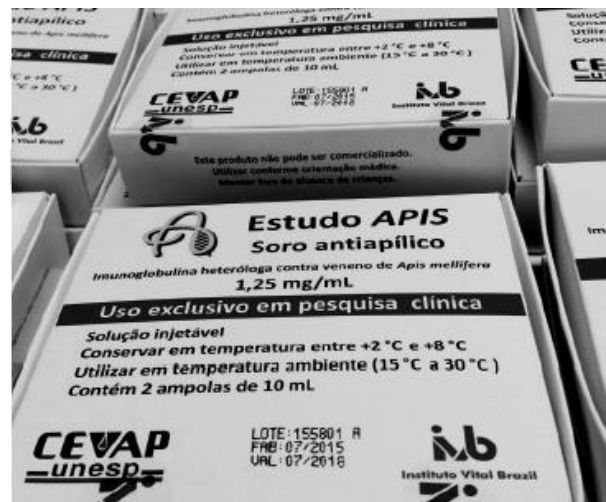 Imunoglobulina heteróloga contra veneno de Apis mellifera
1,25 mg/mL
Uso exclusivo em pesquisa clínica
Solução injetável
Conservar em temperatura entre +2 °C e +8 °C
Utilizar em temperatura ambiente (15 °C a 30 °C)
Contém 2 ampolas de 10 mL
CEVAP
unesp
LOTE:155801 A
FAB:07/2015
VAL:07/2018
ivb
Instituto Vital Brazil
Este produto não pode ser comercializado.
Utilizar conforme orientação médica.
Manter fora do alcance de crianças.
Estudo APIS
Soro antiapílico
Imunoglobulina heteróloga contra veneno de Apis mellifera
1,25 mg/mL
Uso exclusivo em pesquisa clínica
Solução injetável
Conservar em temperatura entre +2 °C e +8 °C
Utilizar em temperatura ambiente (15 °C a 30 °C )
Contém 2 ampolas de 10 mL
CEVAP
unesp
LOTE:155801 A
FAB:07/2015
VAL:07/2018
ivb
Instituto Vital Brazil